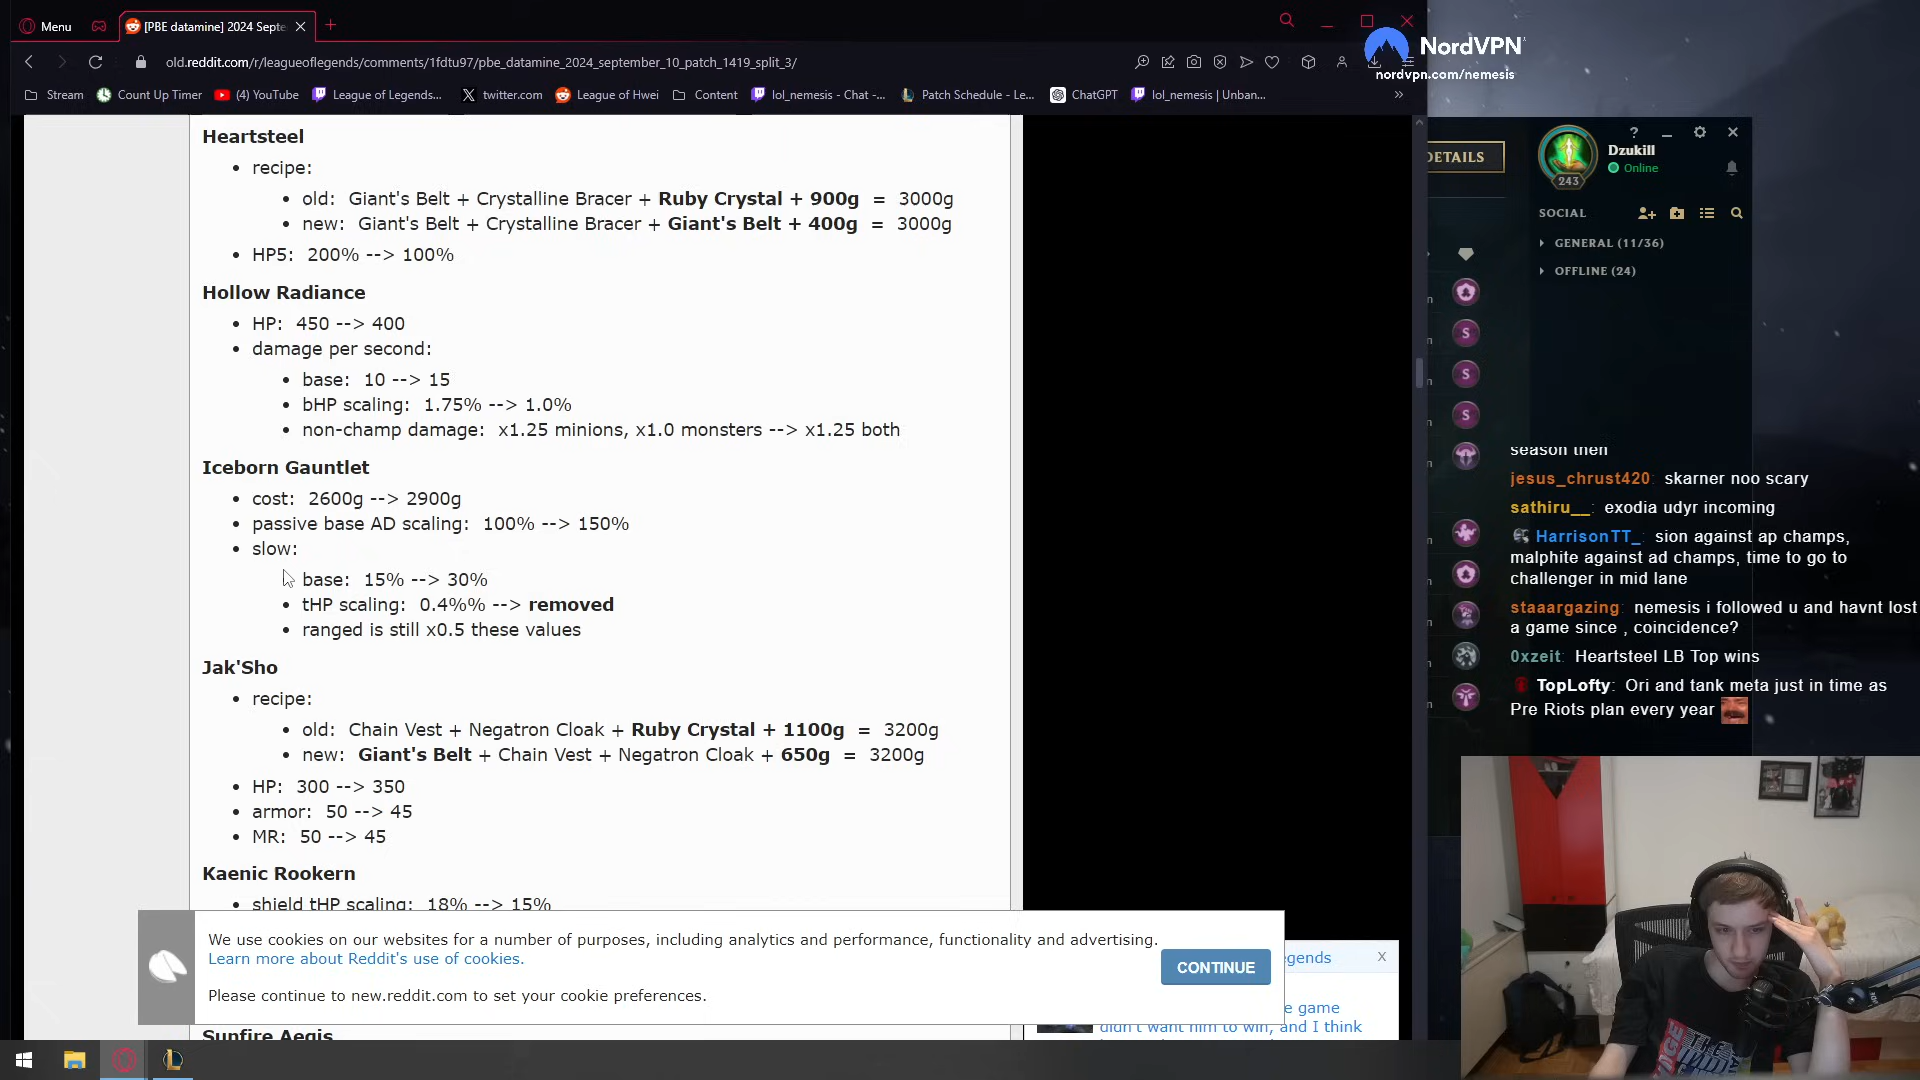 Menu
[PBE datamine] 2024 Septe
old.reddit.com/r/leagueoflegends/comments/1fdtu97/pbe_datamine_2024_september_10_patch_1419_split_3/
Stream
Count Up Timer
(4) YouTube
League of Legends...
twitter.com
League of Hwei
Content
lol_nemesis - Chat -...
Patch Schedule - Le...
ChatGPT
lol_nemesis | Unban...
»
NordVPN
nordvpn.com/nemesis
Heartsteel
recipe:
old: Giant's Belt + Crystalline Bracer + Ruby Crystal + 900g = 3000g
new: Giant's Belt + Crystalline Bracer + Giant's Belt + 400g = 3000g
HP5: 200% --> 100%
Hollow Radiance
HP: 450 --> 400
damage per second:
base: 10 --> 15
bHP scaling: 1.75% --> 1.0%
non-champ damage: x1.25 minions, x1.0 monsters --> x1.25 both
Iceborn Gauntlet
cost: 2600g --> 2900g
passive base AD scaling: 100% --> 150%
slow:
base: 15% --> 30%
tHP scaling: 0.4%% --> removed
ranged is still x0.5 these values
Jak'Sho
recipe:
old: Chain Vest + Negatron Cloak + Ruby Crystal + 1100g = 3200g
new: Giant's Belt + Chain Vest + Negatron Cloak + 650g = 3200g
HP: 300 --> 350
armor: 50 --> 45
MR: 50 --> 45
Kaenic Rookern
shield tHP scaling: 18% --> 15%
Sunfire Aegis
We use cookies on our websites for a number of purposes, including analytics and performance, functionality and advertising.
Learn more about Reddit's use of cookies.
Please continue to new.reddit.com to set your cookie preferences.
CONTINUE
egends
X
e game
didn't want him to win, and I think
DETAILS
?
Dzukill
Online
243
SOCIAL
GENERAL (11/36)
OFFLINE (24)
S
S
S
season then
jesus_chrust420: skarner noo scary
sathiru__: exodia udyr incoming
HarrisonTT_: sion against ap champs,
malphite against ad champs, time to go to
challenger in mid lane
staaargazing: nemesis i followed u and havnt lost
a game since , coincidence?
0xzeit: Heartsteel LB Top wins
TopLofty: Ori and tank meta just in time as
Pre Riots plan every year